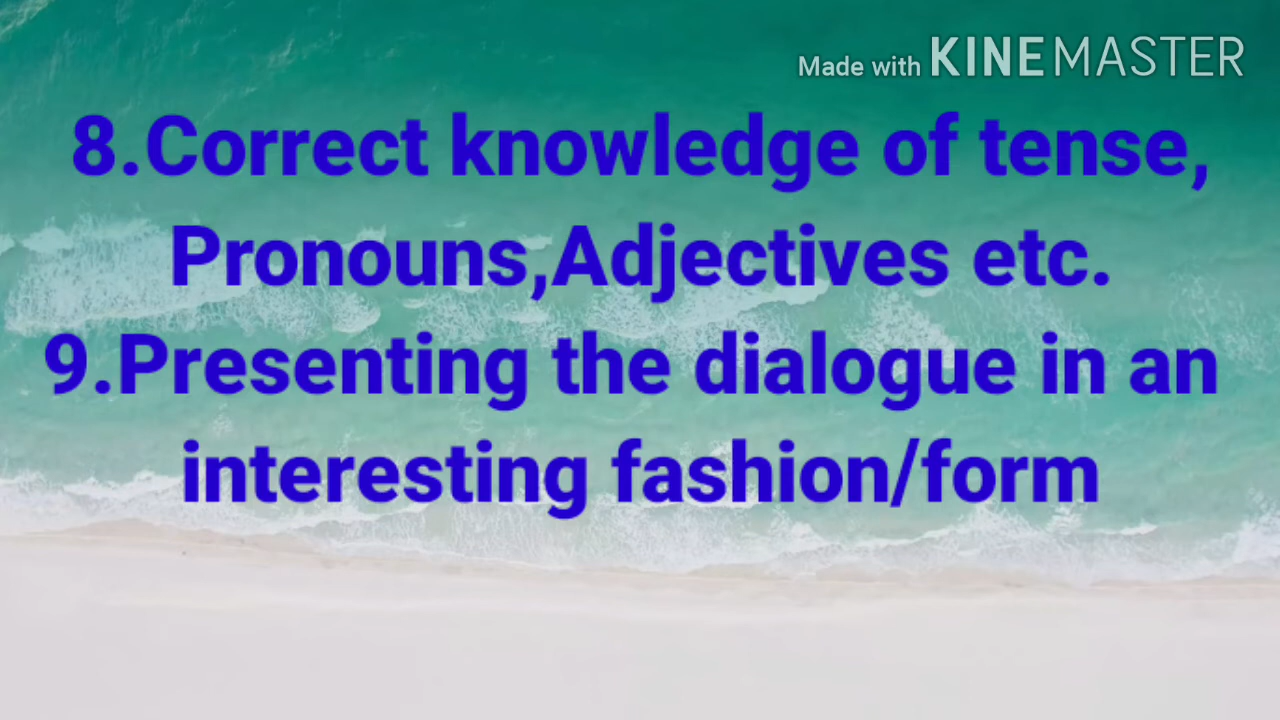 Made with KINEMASTER
8.Correct knowledge of tense,
Pronouns,Adjectives etc.
9.Presenting the dialogue in an
interesting fashion/form